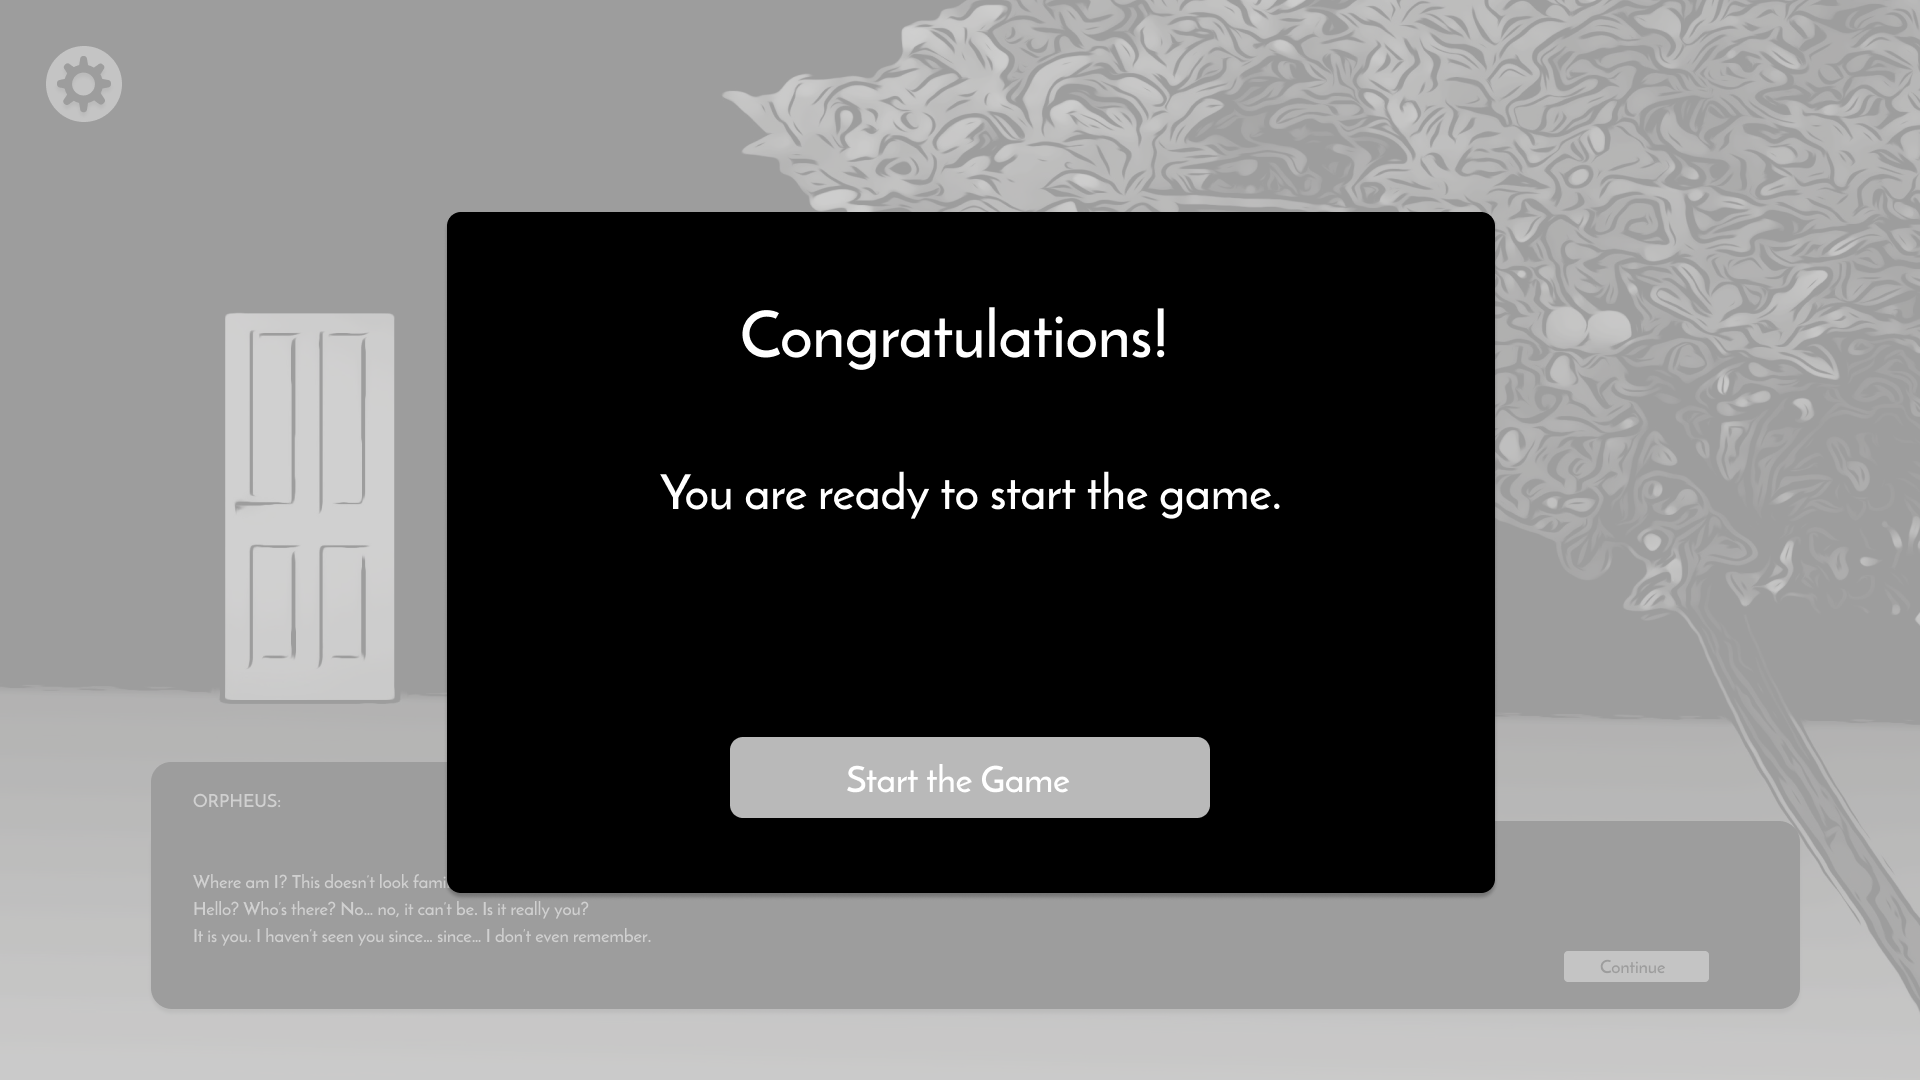 Congratulations!
You are ready to start the game.
Start the Game
ORPHEUS:
Where am I? This doesn't look
Hello? Who's there? No... no, it can't be. Is it really you?
It is you. I haven't seen you since... since... I don't even remember.
Continue